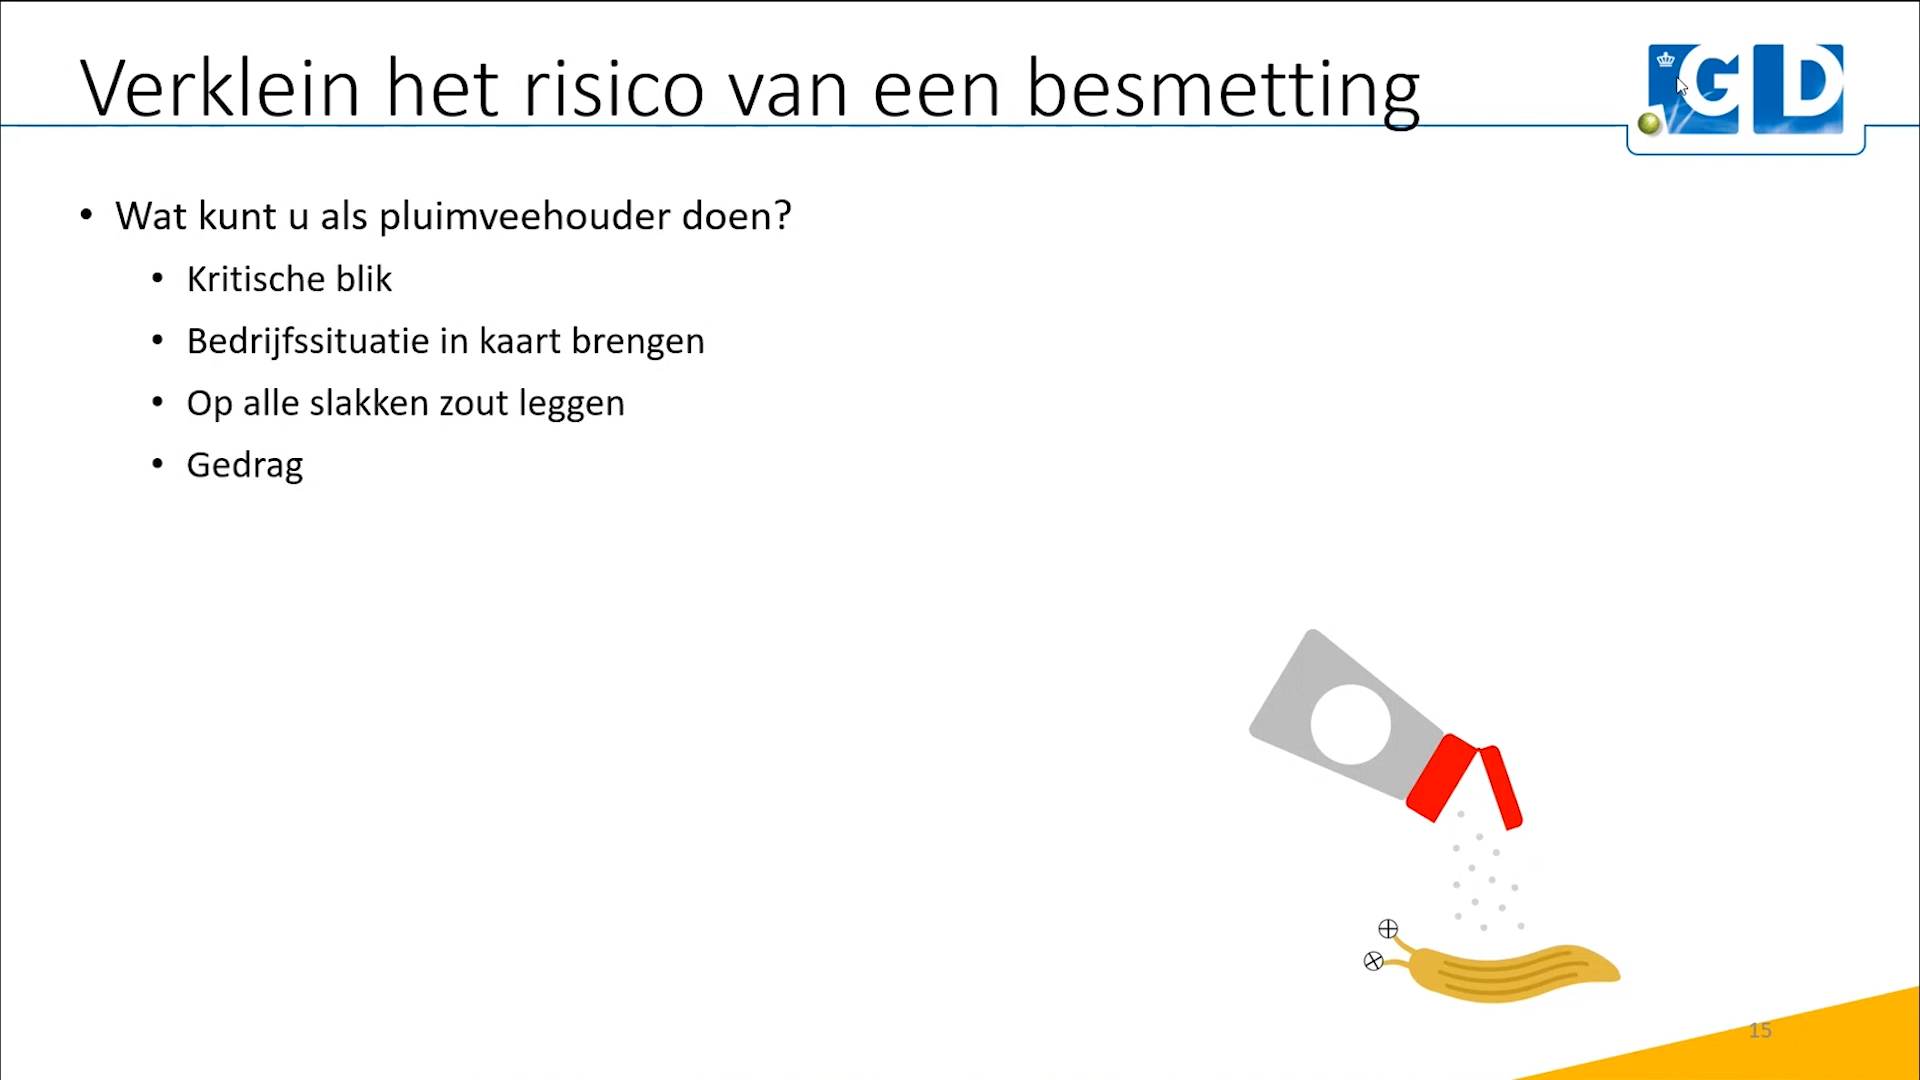 Verklein het risico van een besmetting
GD
• Wat kunt u als pluimveehouder doen?
• Kritische blik
• Bedrijfssituatie in kaart brengen
• Op alle slakken zout leggen
• Gedrag
15